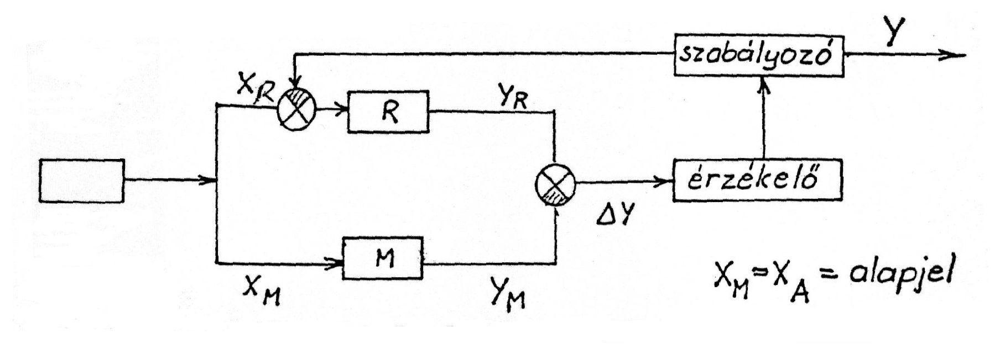 Y
szabályozó
X_R
R
Y_R
érzékelő
ΔY
M
X_M
Y_M
X_M = X_A = alapjel